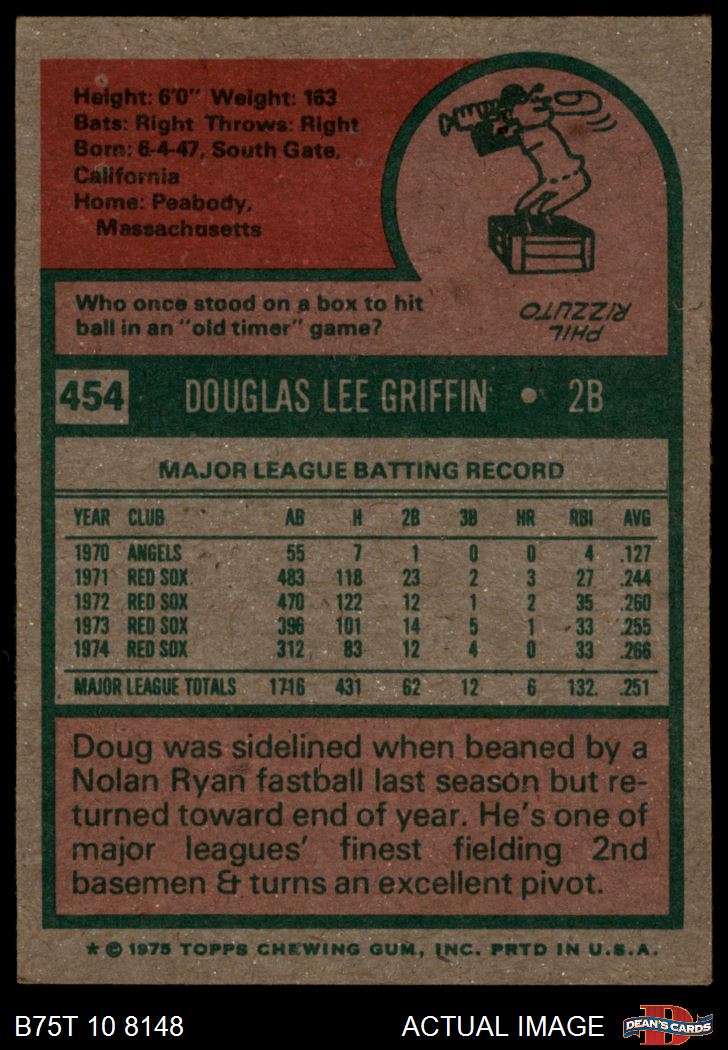 Height: 6'0" Weight: 163
Bats: Right Throws: Right
Born: 6-4-47, South Gate,
California
Home: Peabody,
Massachusetts
Who once stood on a box to hit
ball in an "old timer" game?
PHIL
RIZZUTO
454 DOUGLAS LEE GRIFFIN • 2B
MAJOR LEAGUE BATTING RECORD
YEAR CLUB AB H 2B 3B HR RBI AVG
1970 ANGELS 55 7 1 0 0 4 .127
1971 RED SOX 483 118 23 2 3 27 .244
1972 RED SOX 470 122 12 1 2 35 .260
1973 RED SOX 396 101 14 5 1 33 .255
1974 RED SOX 312 83 12 4 0 33 .266
MAJOR LEAGUE TOTALS 1716 431 62 12 6 132 .251
Doug was sidelined when beaned by a
Nolan Ryan fastball last season but re-
turned toward end of year. He's one of
major leagues' finest fielding 2nd
basemen & turns an excellent pivot.
* © 1975 TOPPS CHEWING GUM, INC. PRTD IN U.S.A.
B75T 10 8148 ACTUAL IMAGE D DEAN'S CARDS